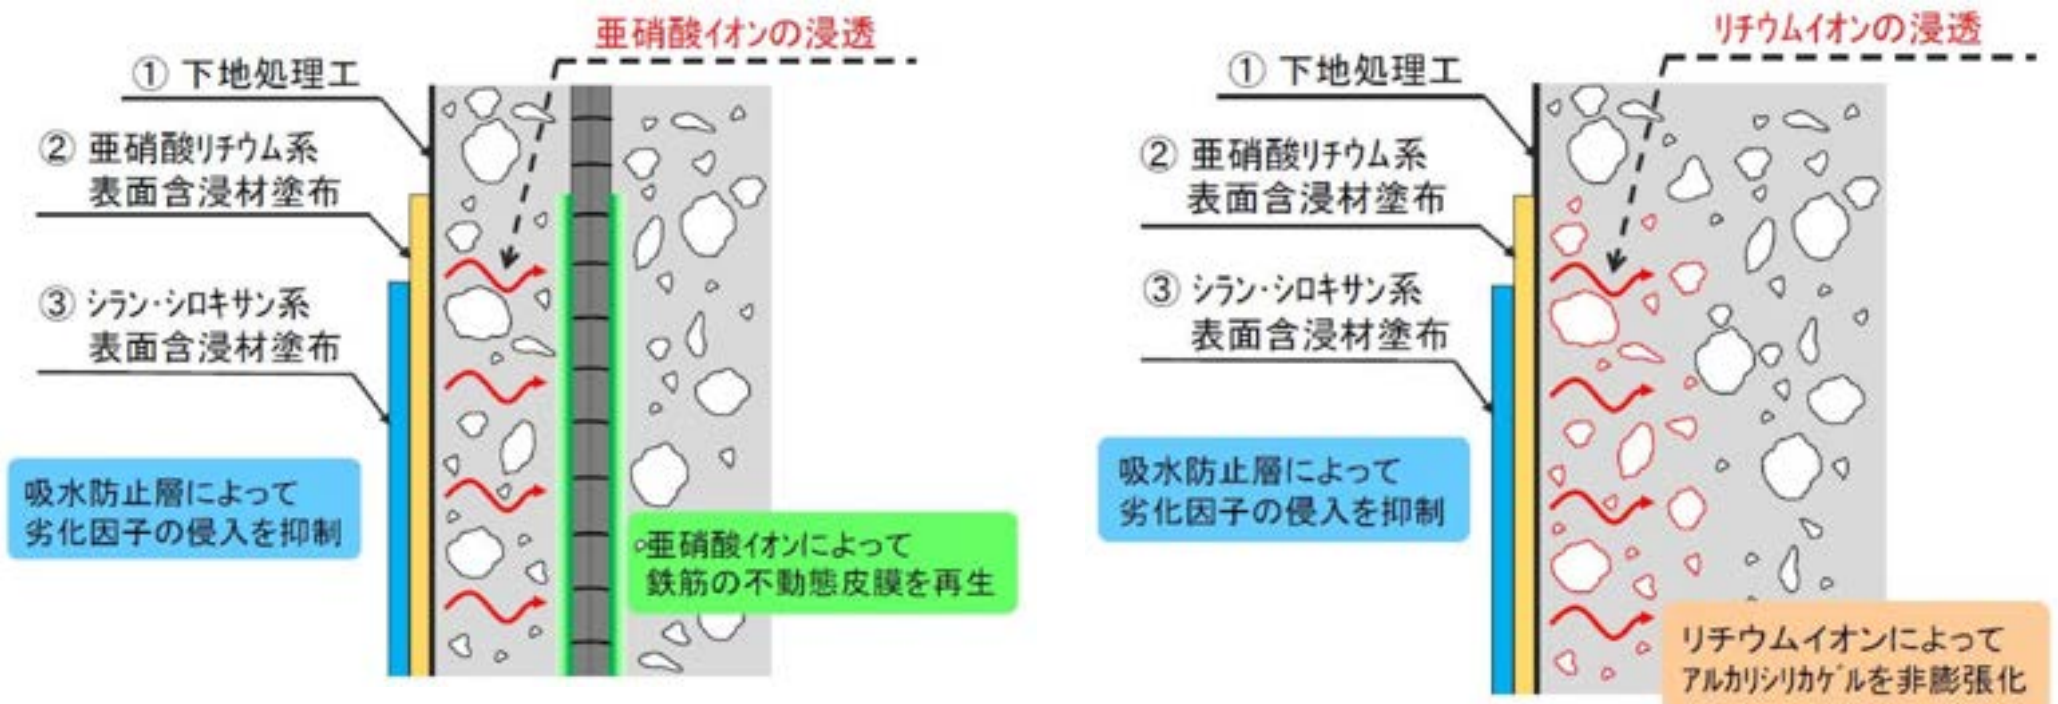 亜硝酸イオンの浸透
① 下地処理工
② 亜硝酸リチウム系
表面含浸材塗布
③ シラン・シロキサン系
表面含浸材塗布
吸水防止層によって
劣化因子の侵入を抑制
亜硝酸イオンによって
鉄筋の不動態皮膜を再生
リチウムイオンの浸透
① 下地処理工
② 亜硝酸リチウム系
表面含浸材塗布
③ シラン・シロキサン系
表面含浸材塗布
吸水防止層によって
劣化因子の侵入を抑制
リチウムイオンによって
アルカリシリカゲルを非膨張化